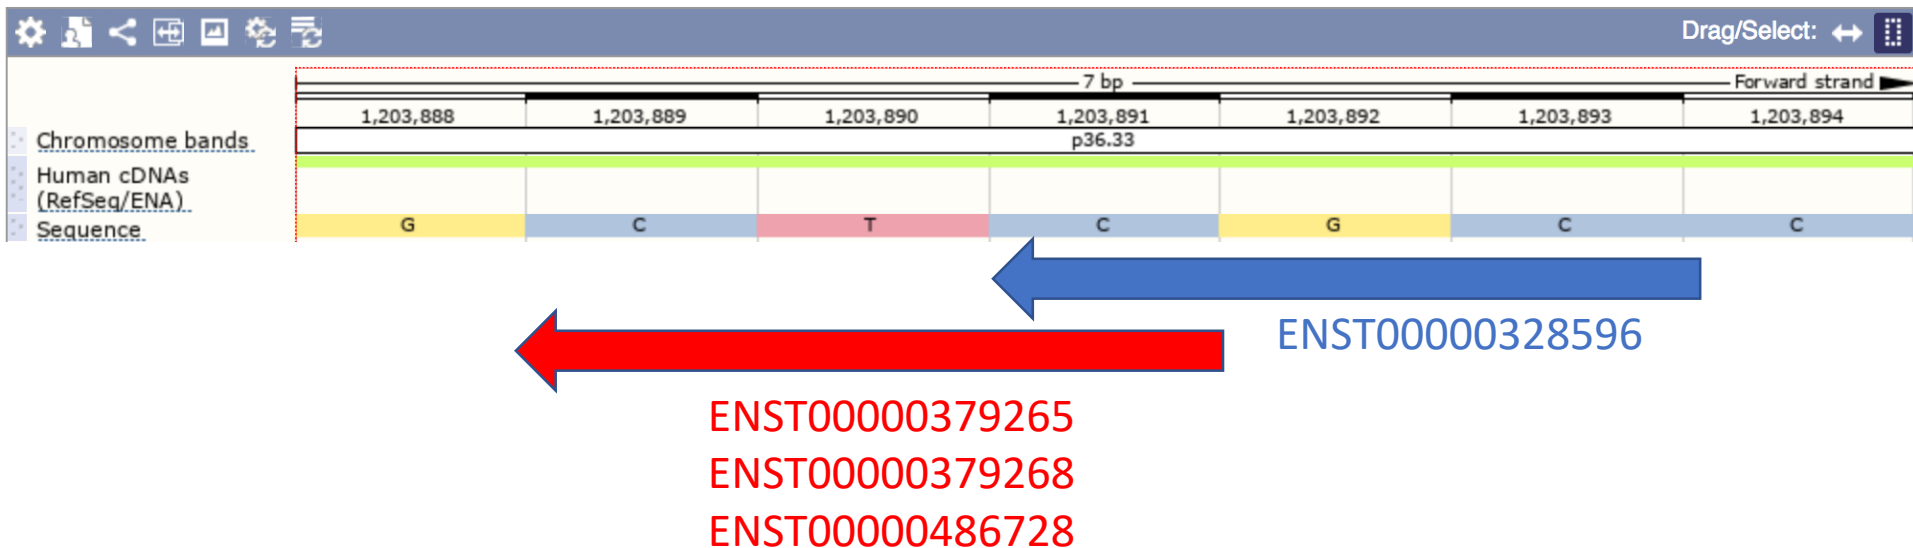 Drag/Select:
7 bp Forward strand
1,203,888 1,203,889 1,203,890 1,203,891 1,203,892 1,203,893 1,203,894
Chromosome bands p36.33
Human cDNAs
(RefSeq/ENA)
Sequence G C T C G C C
ENST00000328596
ENST00000379265
ENST00000379268
ENST00000486728